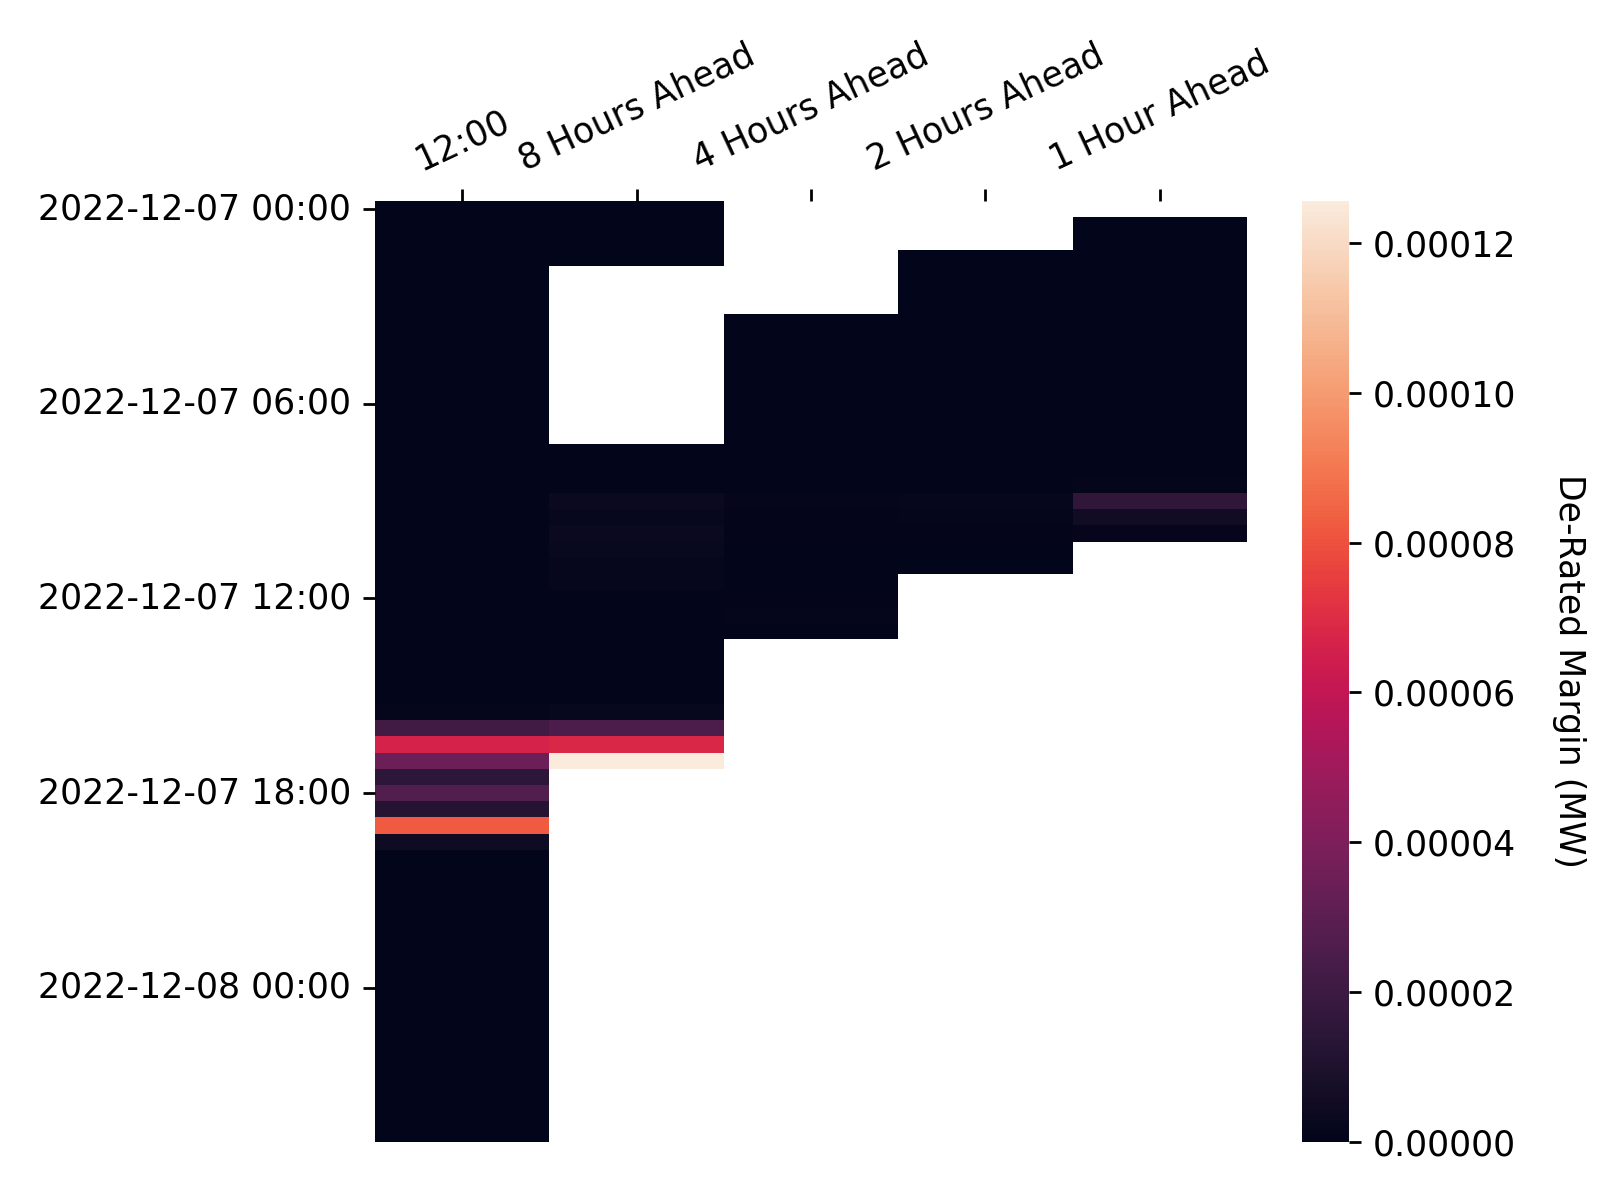 12:00
8 Hours Ahead
4 Hours Ahead
2 Hours Ahead
1 Hour Ahead
2022-12-07 00:00
2022-12-07 06:00
2022-12-07 12:00
2022-12-07 18:00
2022-12-08 00:00
0.00012
0.00010
0.00008
0.00006
0.00004
0.00002
0.00000
De-Rated Margin (MW)